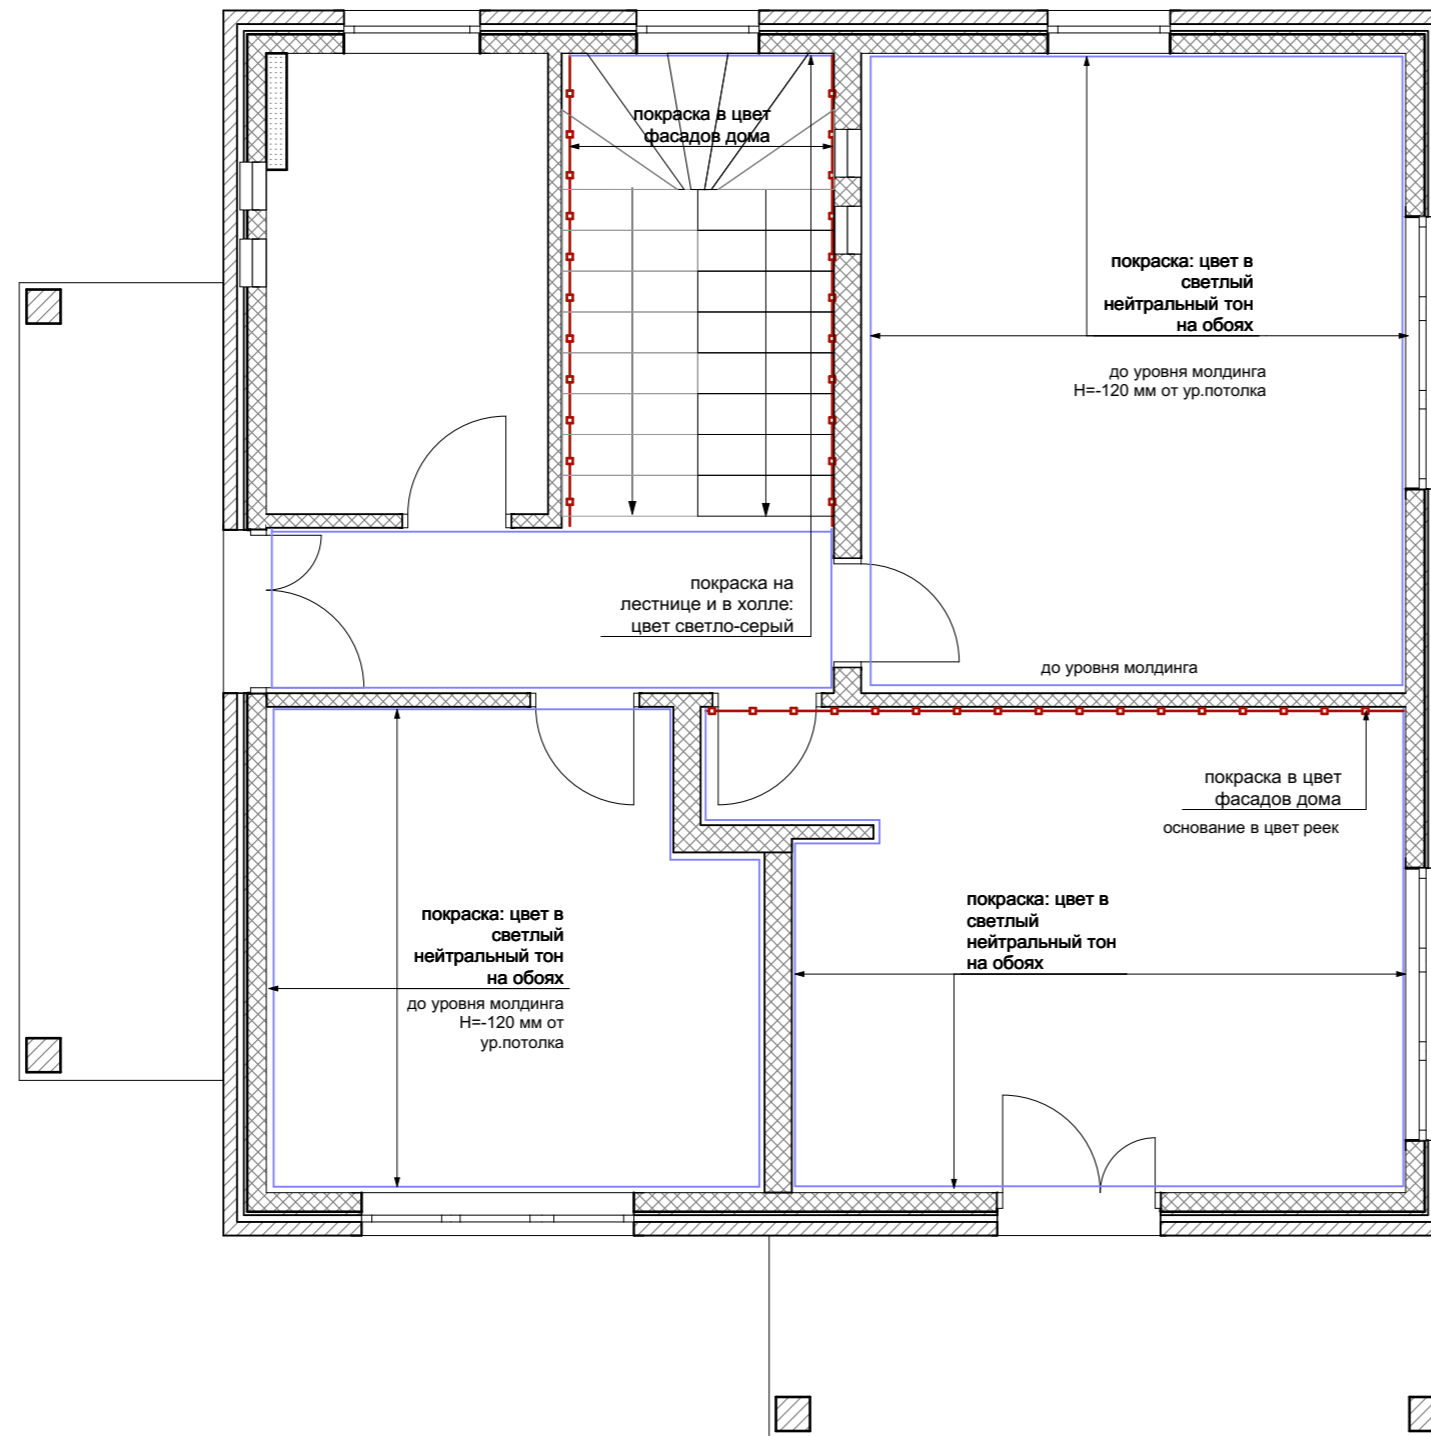 покраска в цвет
фасадов дома
покраска: цвет в
светлый
нейтральный тон
на обоях
до уровня молдинга
H=-120 мм от ур.потолка
покраска на
лестнице и в холле:
цвет светло-серый
до уровня молдинга
покраска в цвет
фасадов дома
основание в цвет реек
покраска: цвет в
светлый
нейтральный тон
на обоях
покраска: цвет в
светлый
нейтральный тон
на обоях
до уровня молдинга
H=-120 мм от
ур.потолка